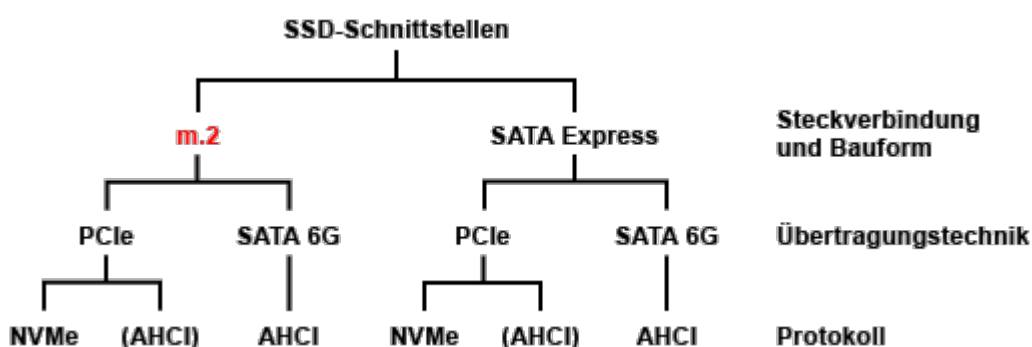 SSD-Schnittstellen
m.2 SATA Express Steckverbindung
und Bauform
PCIe SATA 6G PCIe SATA 6G Übertragungstechnik
NVMe (AHCI) AHCI NVMe (AHCI) AHCI Protokoll